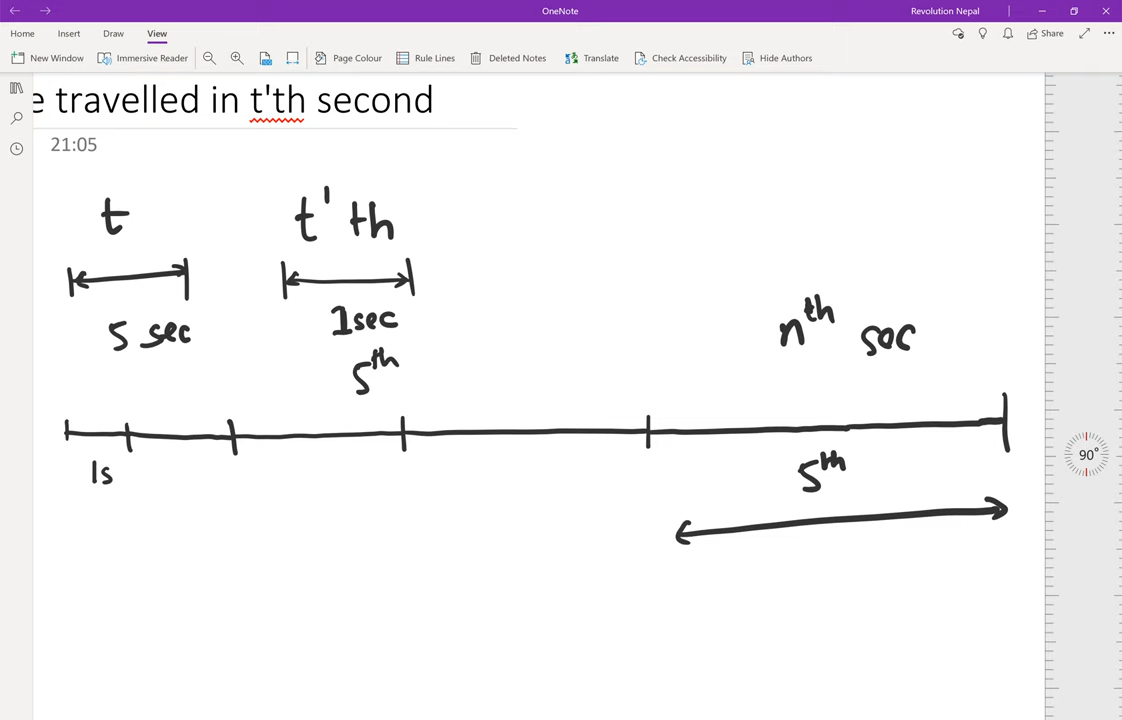 OneNote
Revolution Nepal
Home Insert Draw View
Share
New Window Immersive Reader Page Colour Rule Lines Deleted Notes Translate Check Accessibility Hide Authors
e travelled in t'th second
21:05
t t' th
5 sec 1sec
5th
nth sec
1s
5th
90°